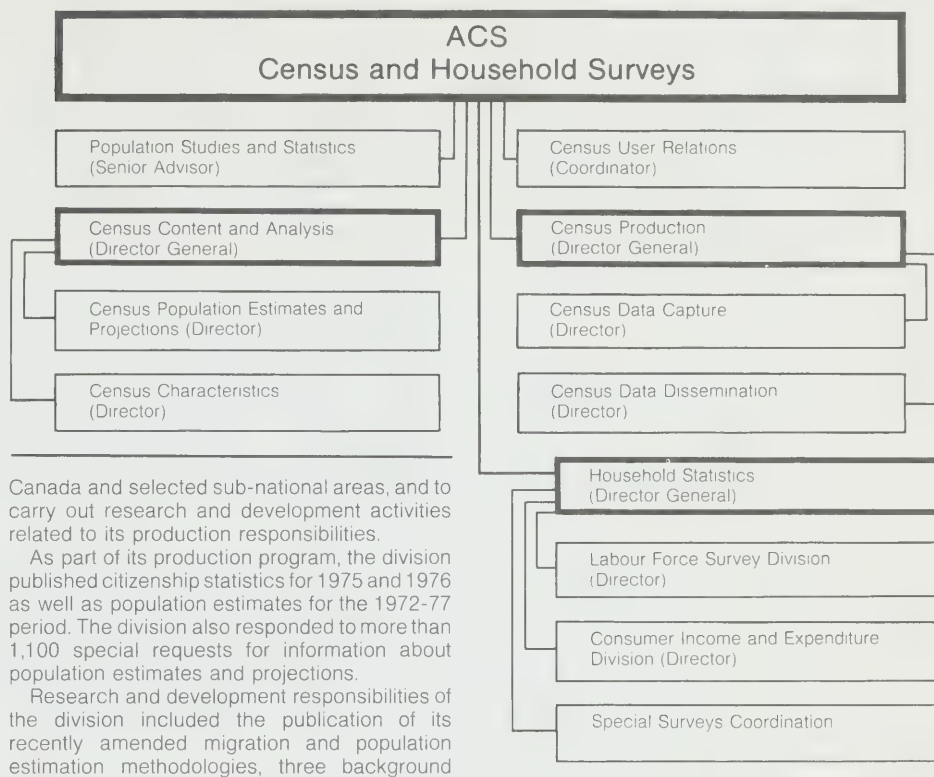 ACS
Census and Household Surveys
Population Studies and Statistics
(Senior Advisor)
Census Content and Analysis
(Director General)
Census Population Estimates and
Projections (Director)
Census Characteristics
(Director)
Census User Relations
(Coordinator)
Census Production
(Director General)
Census Data Capture
(Director)
Census Data Dissemination
(Director)
Household Statistics
(Director General)
Labour Force Survey Division
(Director)
Consumer Income and Expenditure
Division (Director)
Special Surveys Coordination
Canada and selected sub-national areas, and to
carry out research and development activities
related to its production responsibilities.
As part of its production program, the division
published citizenship statistics for 1975 and 1976
as well as population estimates for the 1972-77
period. The division also responded to more than
1,100 special requests for information about
population estimates and projections.
Research and development responsibilities of
the division included the publication of its
recently amended migration and population
estimation methodologies, three background